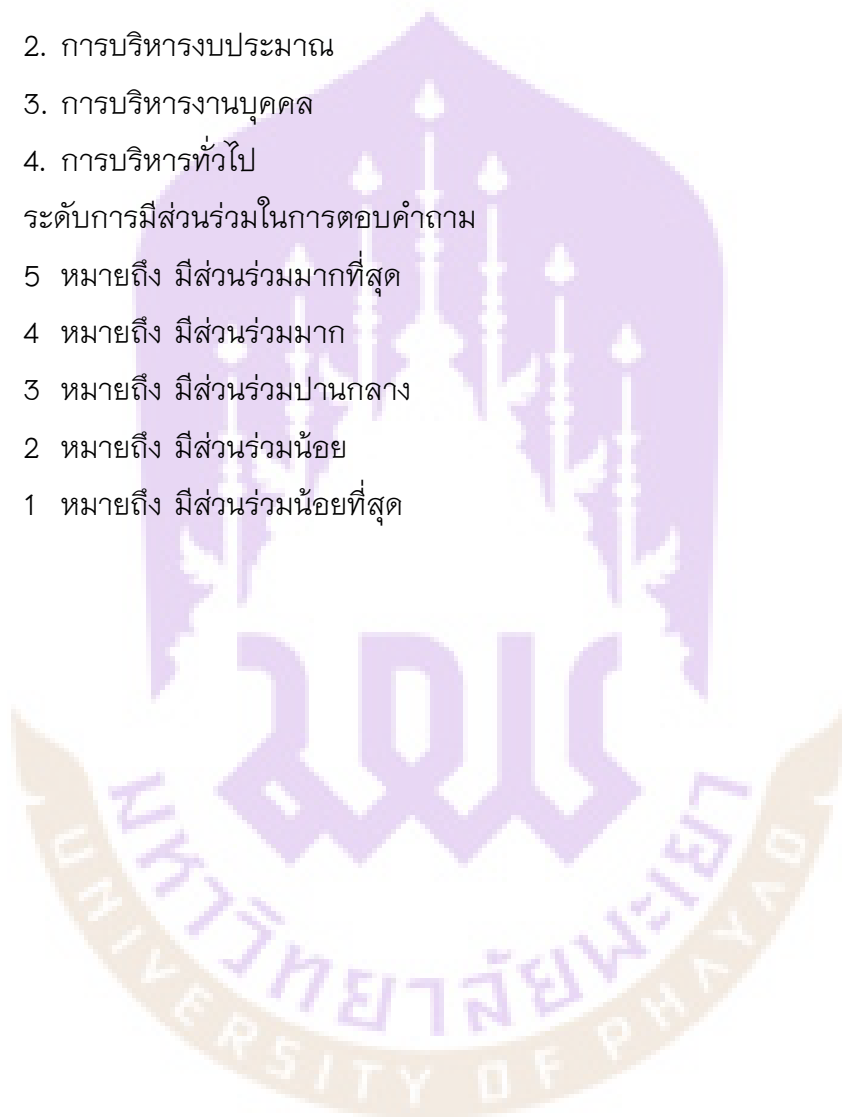 2. การบริหารงบประมาณ
3. การบริหารงานบุคคล
4. การบริหารทั่วไป
ระดับการมีส่วนร่วมในการตอบคำถาม
5 หมายถึง มีส่วนร่วมมากที่สุด
4 หมายถึง มีส่วนร่วมมาก
3 หมายถึง มีส่วนร่วมปานกลาง
2 หมายถึง มีส่วนร่วมน้อย
1 หมายถึง มีส่วนร่วมน้อยที่สุด
มหาวิทยาลัยพะเยา
UNIVERSITY OF PHAYAO